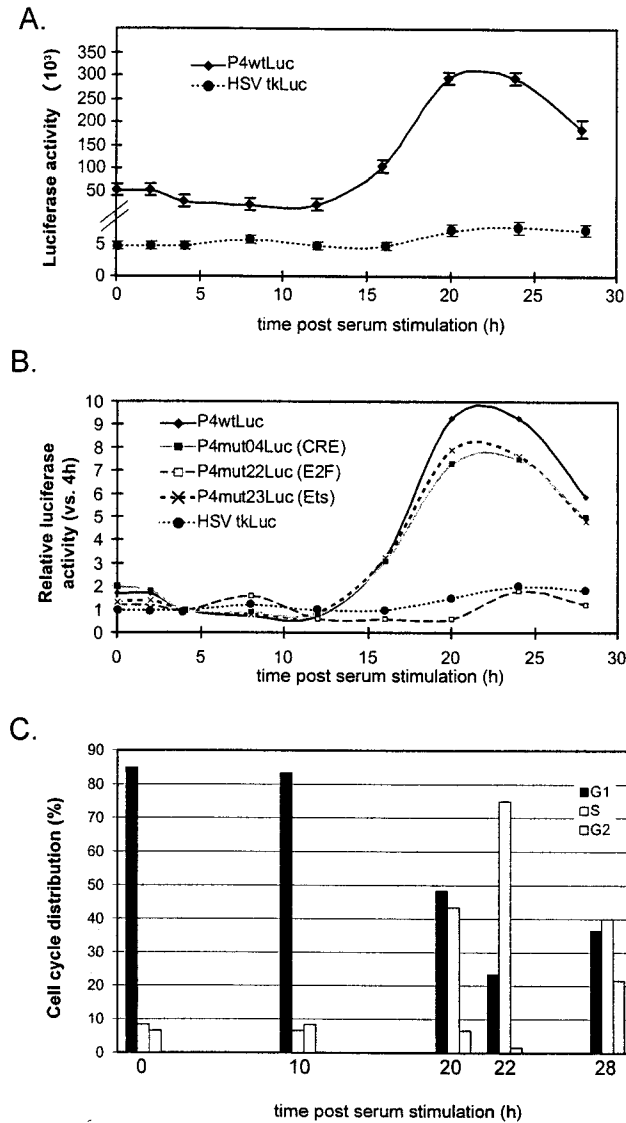 A.
Luciferase activity (10³)
350
300
250
200
150
100
50
5
0
P4wtLuc
HSV tkLuc
0 5 10 15 20 25 30
time post serum stimulation (h)
B.
Relative luciferase
activity (vs. 4h)
10
9
8
7
6
5
4
3
2
1
0
P4wtLuc
P4mut04Luc (CRE)
P4mut22Luc (E2F)
P4mut23Luc (Ets)
HSV tkLuc
0 5 10 15 20 25 30
time post serum stimulation (h)
C.
Cell cycle distribution (%)
90
80
70
60
50
40
30
20
10
0
G1
S
G2
0 10 20 22 28
time post serum stimulation (h)